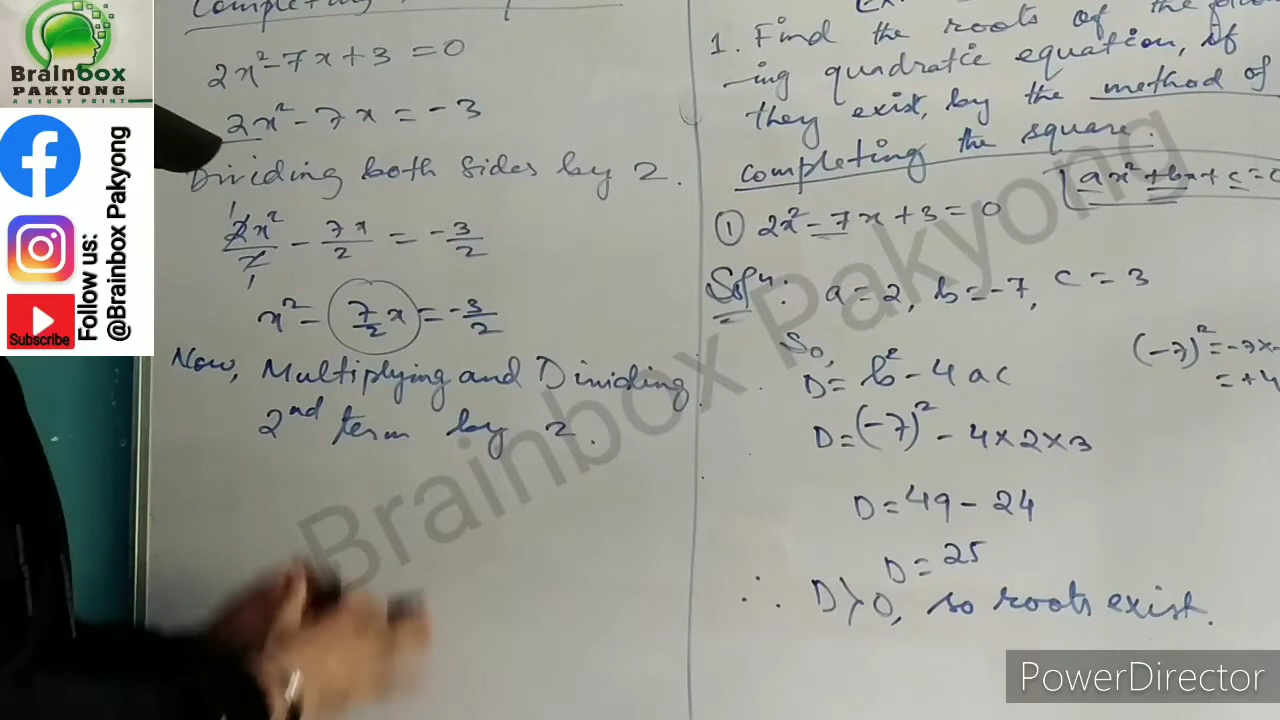 Brainbox
PAKYONG
A STUDY POINT
Follow us:
@Brainbox Pakyong
Subscribe
2x² - 7x + 3 = 0
2x² - 7x = -3
Dividing both sides by 2.
2x²/2 - 7x/2 = -3/2
x² - 7/2 x = -3/2
Now, Multiplying and Dividing
2nd term by 2.
1. Find the roots of the follow
-ing quadratic equation, if
they exist, by the method of
completing the square.
ax² + bx + c = 0
① 2x² - 7x + 3 = 0
Solⁿ: a = 2, b = -7, c = 3
So,
D = b² - 4ac
(-7)² = -7x-
= +4
D = (-7)² - 4×2×3
D = 49 - 24
D = 25
∴ D>0, so roots exist.
Brainbox Pakyong
PowerDirector